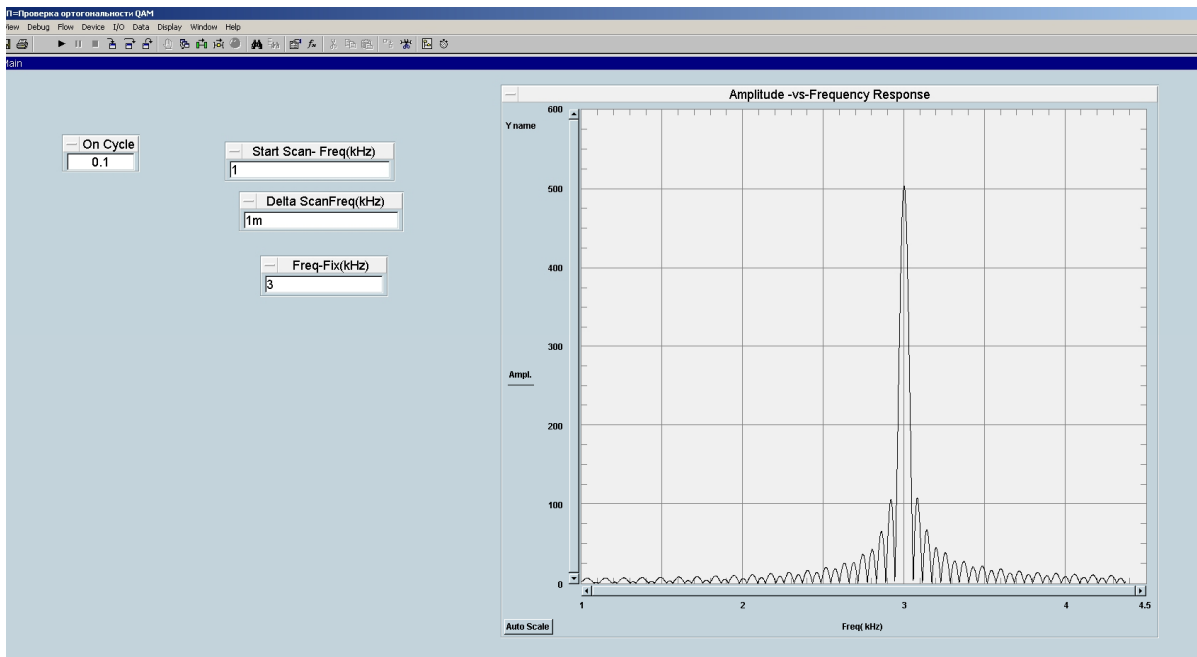 П=Проверка ортогональности QAM
iew Debug Flow Device I/O Data Display Window Help
Main
On Cycle
0.1
Start Scan- Freq(kHz)
1
Delta ScanFreq(kHz)
1m
Freq-Fix(kHz)
3
Amplitude -vs-Frequency Response
Y name
Ampl.
600
500
400
300
200
100
0
1 2 3 4 4.5
Auto Scale
Freq( kHz)